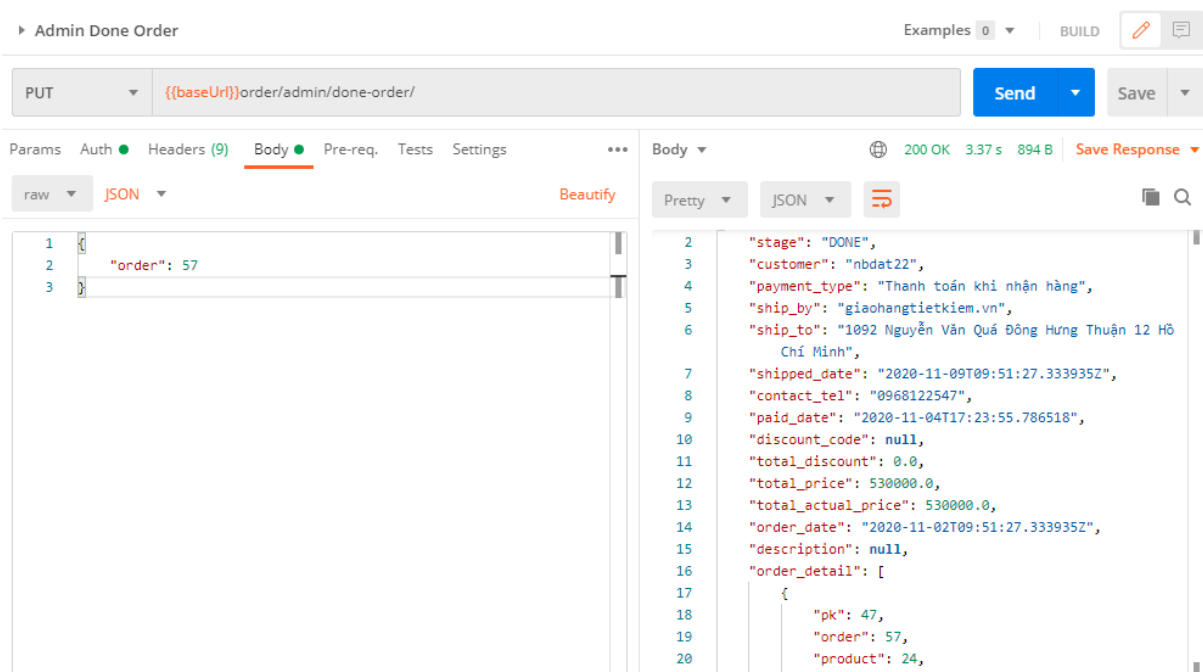 Admin Done Order
Examples 0
BUILD
PUT
{{baseUrl}}order/admin/done-order/
Send
Save
Params Auth Headers (9) Body Pre-req. Tests Settings
raw JSON
Beautify
1 {
2 "order": 57
3 }
Body
200 OK 3.37 s 894 B Save Response
Pretty JSON
2 "stage": "DONE",
3 "customer": "nbdat22",
4 "payment_type": "Thanh toán khi nhận hàng",
5 "ship_by": "giaohangtietkiem.vn",
6 "ship_to": "1092 Nguyễn Văn Quá Đông Hưng Thuận 12 Hồ
Chí Minh",
7 "shipped_date": "2020-11-09T09:51:27.333935Z",
8 "contact_tel": "0968122547",
9 "paid_date": "2020-11-04T17:23:55.786518",
10 "discount_code": null,
11 "total_discount": 0.0,
12 "total_price": 530000.0,
13 "total_actual_price": 530000.0,
14 "order_date": "2020-11-02T09:51:27.333935Z",
15 "description": null,
16 "order_detail": [
17 {
18 "pk": 47,
19 "order": 57,
20 "product": 24,